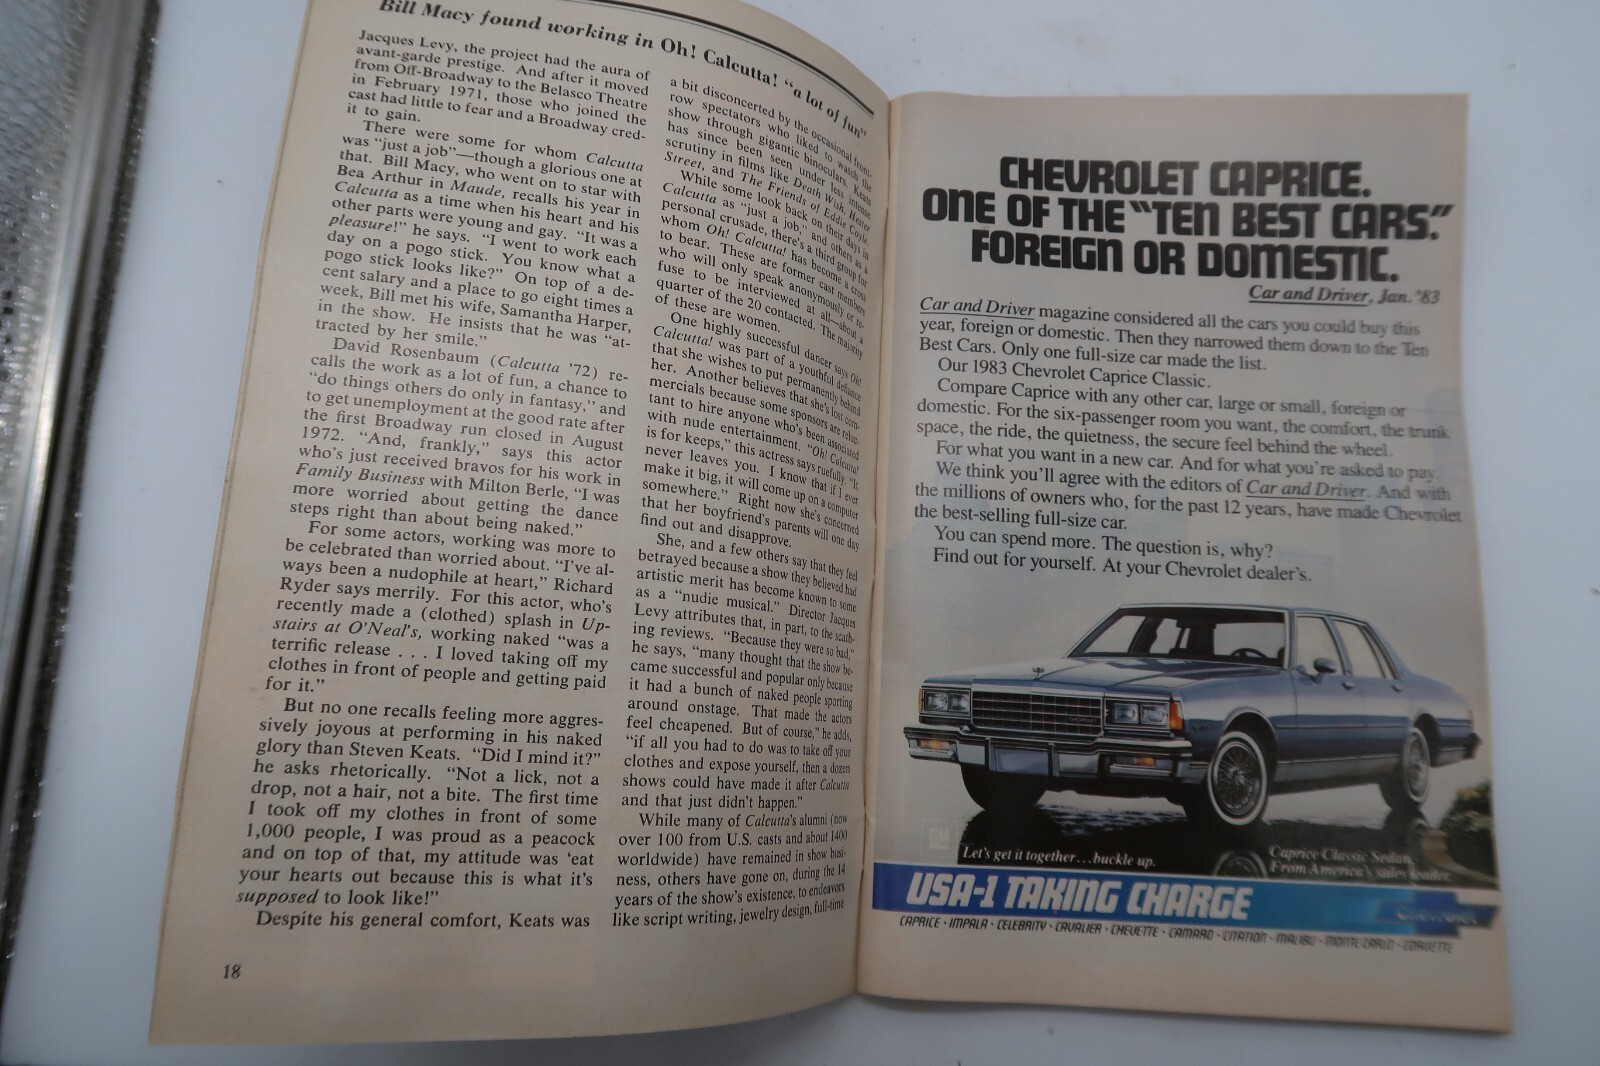 Bill Macy found working in Oh! Calcutta! "a lot of fun"
Jacques Levy, the project had the aura of
avant-garde prestige. And after it moved
from Off-Broadway to the Belasco Theatre
in February 1971, those who joined the
cast had little to fear and a Broadway cred-
it to gain.
There were some for whom Calcutta
was "just a job"—though a glorious one at
that. Bill Macy, who went on to star with
Bea Arthur in Maude, recalls his year in
Calcutta as a time when his heart and his
other parts were young and gay. "It was a
pleasure!" he says. "I went to work each
day on a pogo stick. You know what a
pogo stick looks like?" On top of a de-
cent salary and a place to go eight times a
week, Bill met his wife, Samantha Harper,
in the show. He insists that he was "at-
tracted by her smile."
David Rosenbaum (Calcutta '72) re-
calls the work as a lot of fun, a chance to
"do things others do only in fantasy," and
to get unemployment at the good rate after
the first Broadway run closed in August
1972. "And, frankly," says this actor
who's just received bravos for his work in
Family Business with Milton Berle, "I was
more worried about getting the dance
steps right than about being naked."
For some actors, working was more to
be celebrated than worried about. "I've al-
ways been a nudophile at heart," Richard
Ryder says merrily. For this actor, who's
recently made a (clothed) splash in Up-
stairs at O'Neal's, working naked "was a
terrific release . . . I loved taking off my
clothes in front of people and getting paid
for it."
But no one recalls feeling more aggres-
sively joyous at performing in his naked
glory than Steven Keats. "Did I mind it?"
he asks rhetorically. "Not a lick, not a
drop, not a hair, not a bite. The first time
I took off my clothes in front of some
1,000 people, I was proud as a peacock
and on top of that, my attitude was 'eat
your hearts out because this is what it's
supposed to look like!"
Despite his general comfort, Keats was
18
a bit disconcerted by the occasional front-
row spectators who liked to watch the
show through gigantic binoculars. Keats
has since been seen under less intense
scrutiny in films like Death Wish, Hester
Street, and The Friends of Eddie Coyle.
While some look back on their days in
Calcutta as "just a job," and others as a
personal crusade, there's a third group for
whom Oh! Calcutta! has become a cross
to bear. These are former cast members
who will only speak anonymously or re-
fuse to be interviewed at all—about a
quarter of the 20 contacted. The majority
of these are women.
One highly successful dancer says Oh!
Calcutta! was part of a youthful defiance
that she wishes to put permanently behind
her. Another believes that she's lost com-
mercials because some sponsors are reluc-
tant to hire anyone who's been associated
with nude entertainment. "Oh! Calcutta!
is for keeps," this actress says ruefully. "It
never leaves you. I know that if I ever
make it big, it will come up on a computer
somewhere." Right now she's concerned
that her boyfriend's parents will one day
find out and disapprove.
She, and a few others say that they feel
betrayed because a show they believed had
artistic merit has become known to some
as a "nudie musical." Director Jacques
Levy attributes that, in part, to the scath-
ing reviews. "Because they were so bad,"
he says, "many thought that the show be-
came successful and popular only because
it had a bunch of naked people sporting
around onstage. That made the actors
feel cheapened. But of course," he adds,
"if all you had to do was to take off your
clothes and expose yourself, then a dozen
shows could have made it after Calcutta
and that just didn't happen."
While many of Calcutta's alumni (now
over 100 from U.S. casts and about 1400
worldwide) have remained in show busi-
ness, others have gone on, during the 14
years of the show's existence, to endeavors
like script writing, jewelry design, full-time
CHEVROLET CAPRICE.
ONE OF THE "TEN BEST CARS."
FOREIGN OR DOMESTIC.
Car and Driver, Jan. '83
Car and Driver magazine considered all the cars you could buy this
year, foreign or domestic. Then they narrowed them down to the Ten
Best Cars. Only one full-size car made the list.
Our 1983 Chevrolet Caprice Classic.
Compare Caprice with any other car, large or small, foreign or
domestic. For the six-passenger room you want, the comfort, the trunk
space, the ride, the quietness, the secure feel behind the wheel.
For what you want in a new car. And for what you're asked to pay.
We think you'll agree with the editors of Car and Driver. And with
the millions of owners who, for the past 12 years, have made Chevrolet
the best-selling full-size car.
You can spend more. The question is, why?
Find out for yourself. At your Chevrolet dealer's.
CHEVROLET
GM
Let's get it together...buckle up.
Caprice Classic Sedan.
From America's sales leader.
USA-1 TAKING CHARGE
Chevrolet
CAPRICE · IMPALA · CELEBRITY · CAVALIER · CHEVETTE · CAMARO · CITATION · MALIBU · MONTE CARLO · CORVETTE